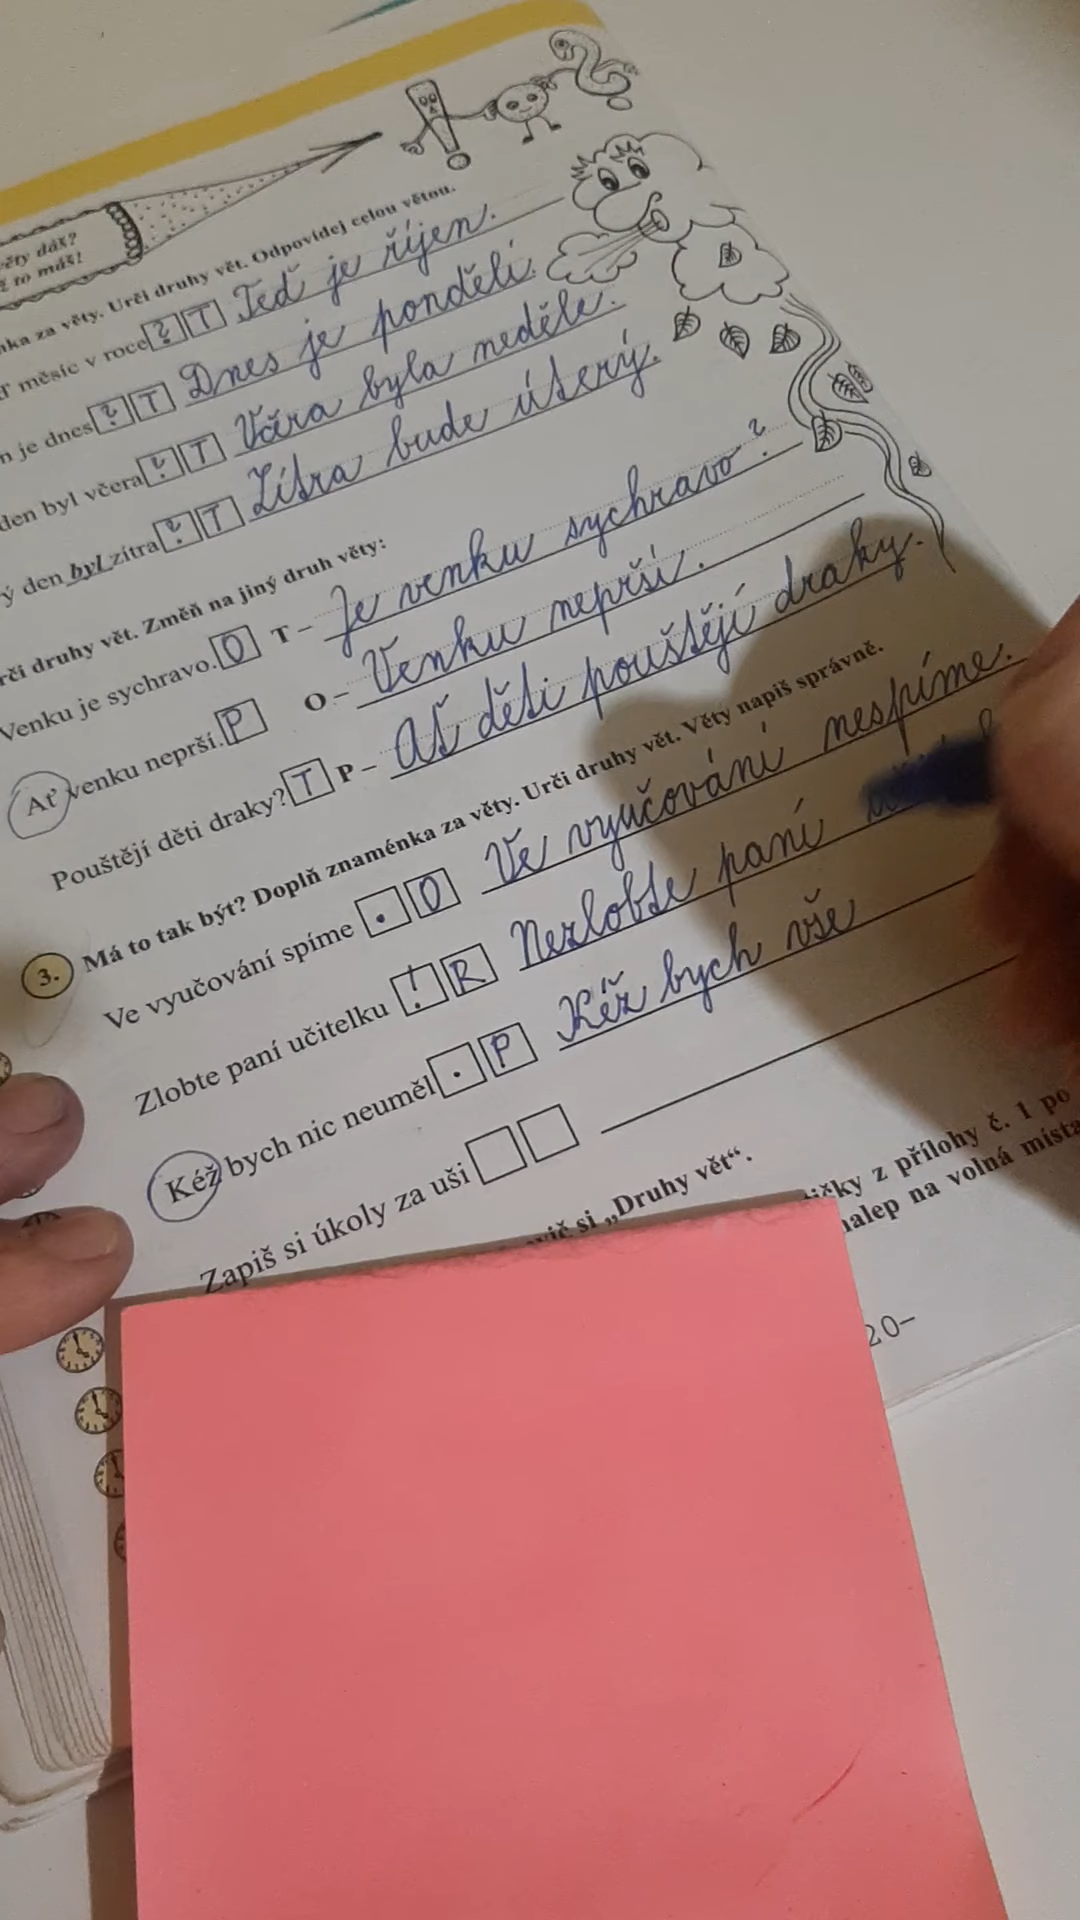 ěty dáš?
to máš!
nka za věty. Urči druhy vět. Odpovídej celou větou.
měsíc v roce ? T Teď je říjen.
n je dnes ? T Dnes je pondělí.
den byl včera ? T Včera byla neděle.
ý den byl zítra ? T Zítra bude úterý.
rči druhy vět. Změň na jiný druh věty:
Venku je sychravo. O T – Je venku sychravo?
Ať venku neprší. P O – Venku neprší.
Pouštějí děti draky? T P – Ať děti pouštějí draky.
3. Má to tak být? Doplň znaménka za věty. Urči druhy vět. Věty napiš správně.
Ve vyučování spíme . O Ve vyučování nespíme.
Zlobte paní učitelku ! R Nezlobte paní
Kéž bych nic neuměl . P Kéž bych vše
Zapiš si úkoly za uši
vič si „Druhy vět“.
ičky z přílohy č. 1 po
nalep na volná místa
20–